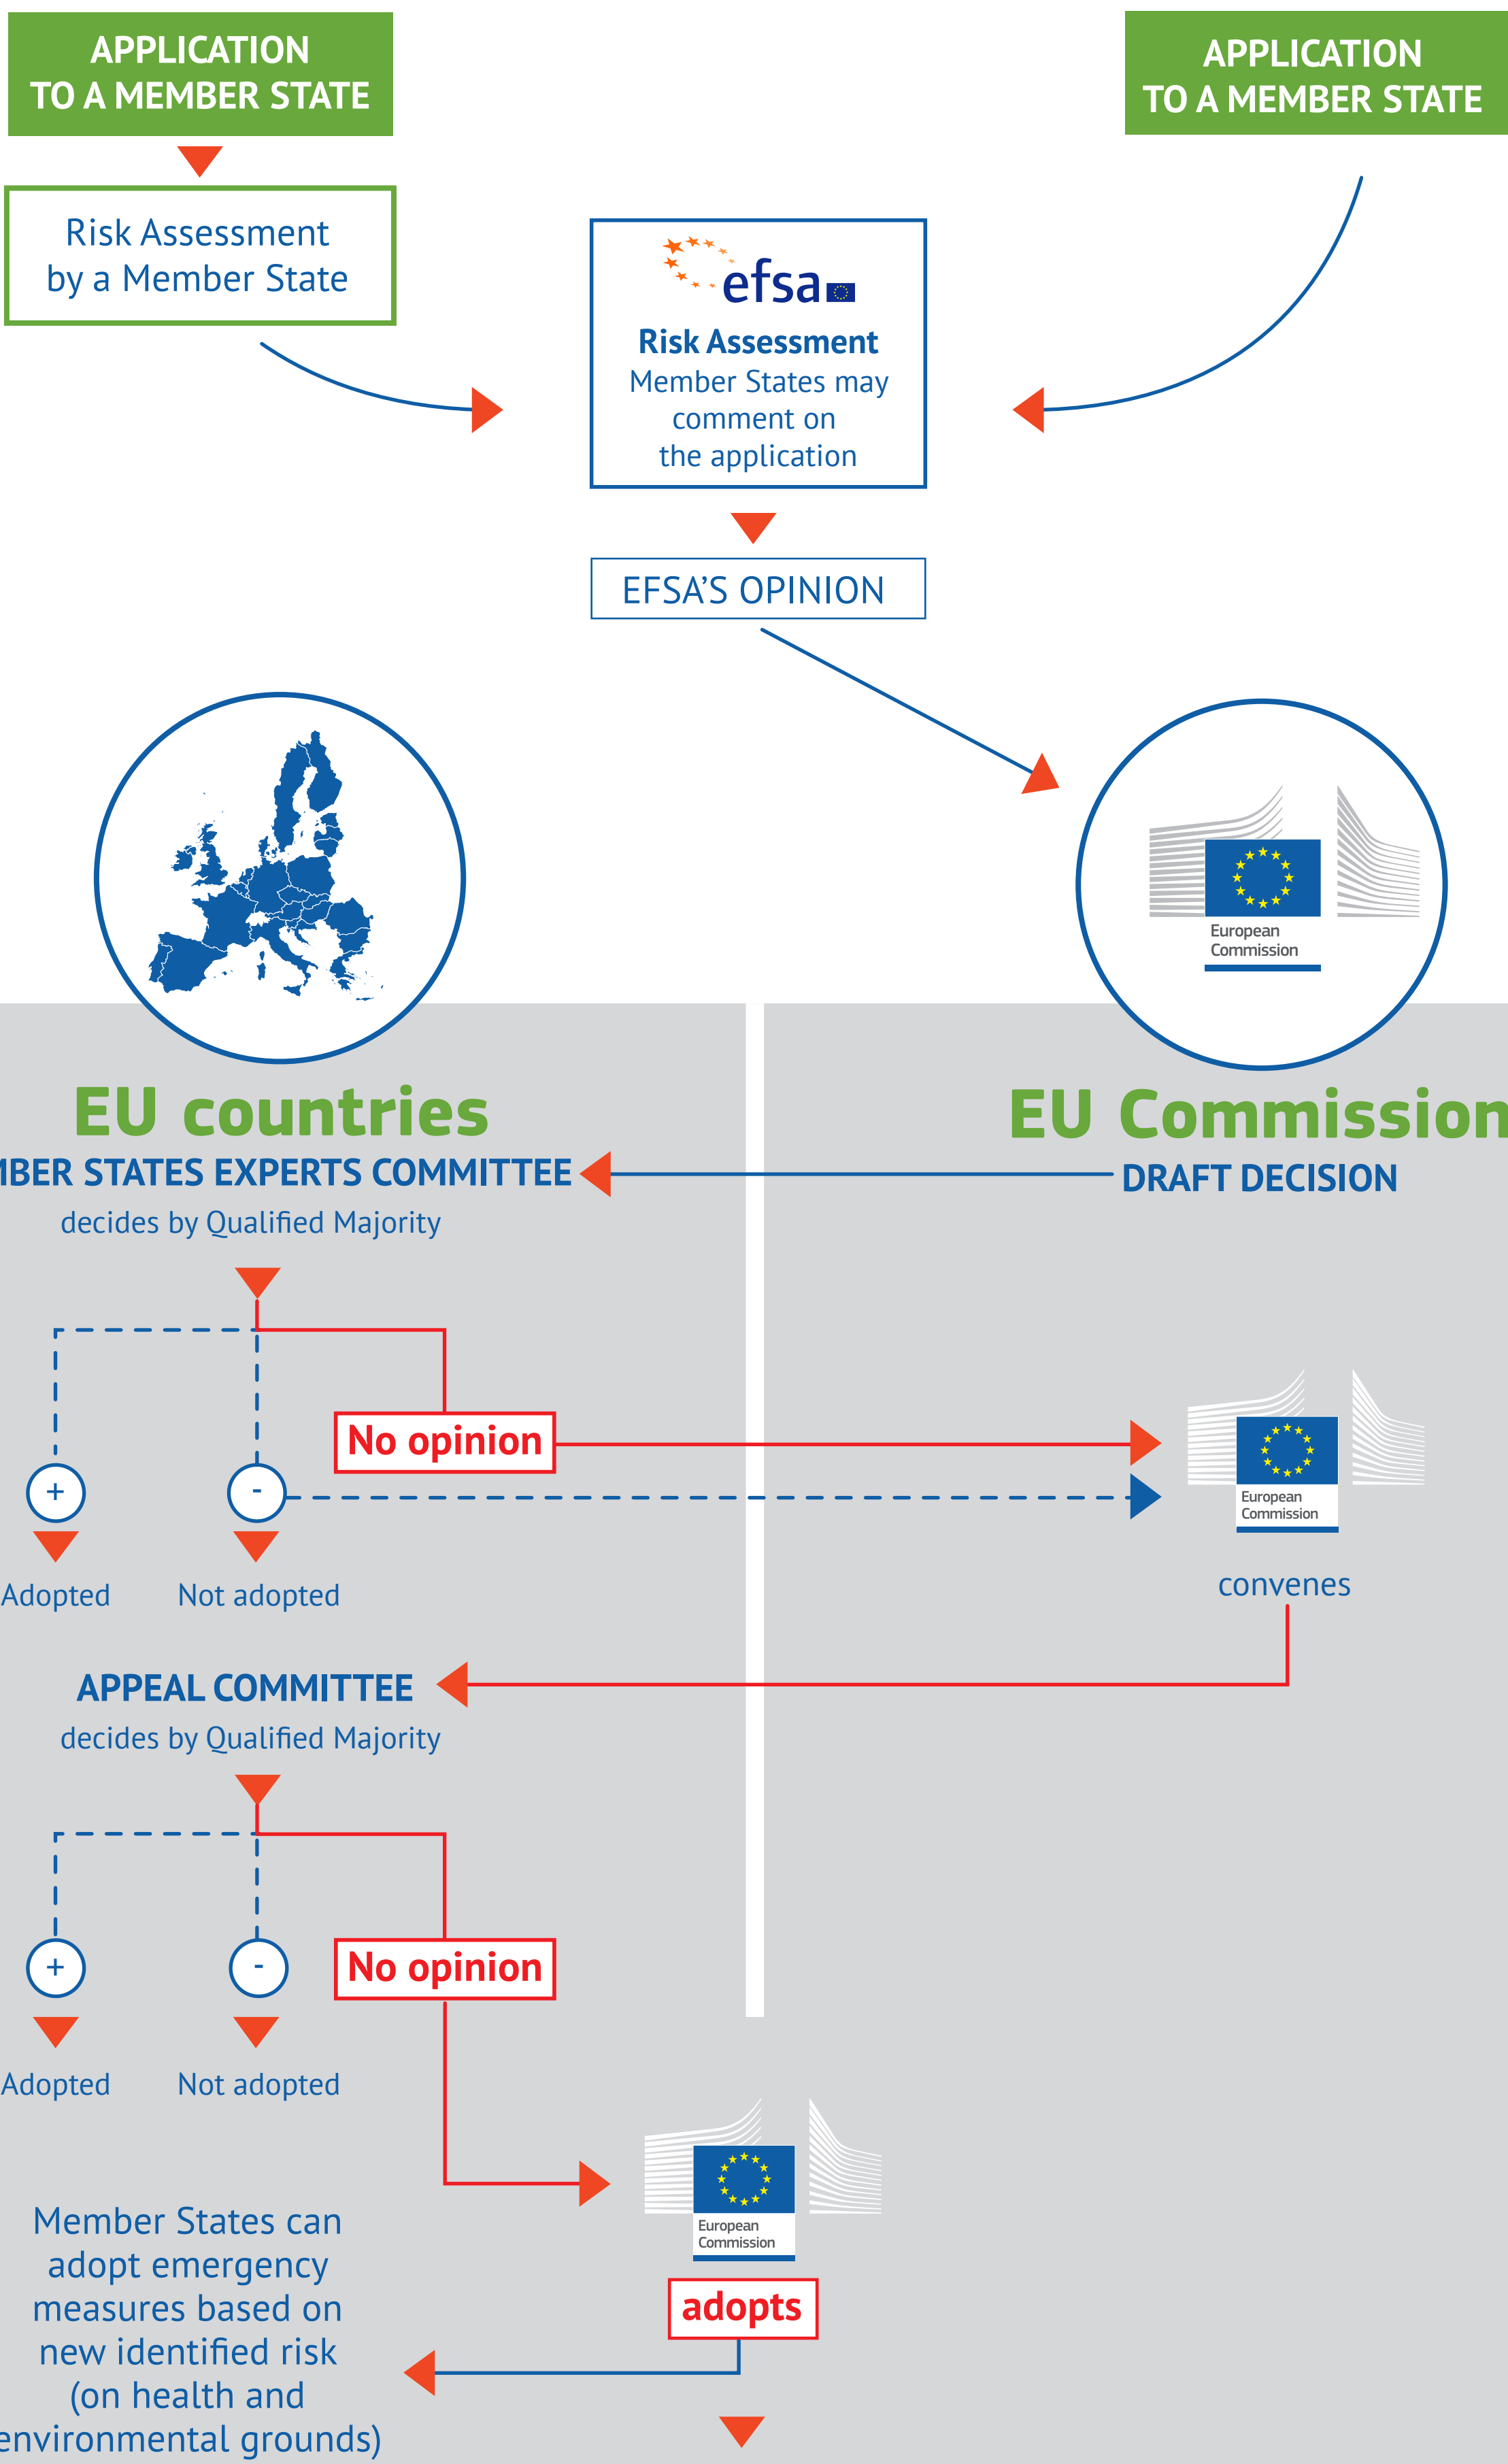 APPLICATION
TO A MEMBER STATE
APPLICATION
TO A MEMBER STATE
Risk Assessment
by a Member State
efsa
Risk Assessment
Member States may
comment on
the application
EFSA'S OPINION
European
Commission
EU countries
EU Commission
MBER STATES EXPERTS COMMITTEE
DRAFT DECISION
decides by Qualified Majority
No opinion
+
-
European
Commission
Adopted
Not adopted
convenes
APPEAL COMMITTEE
decides by Qualified Majority
No opinion
+
-
Adopted
Not adopted
European
Commission
adopts
Member States can
adopt emergency
measures based on
new identified risk
(on health and
environmental grounds)